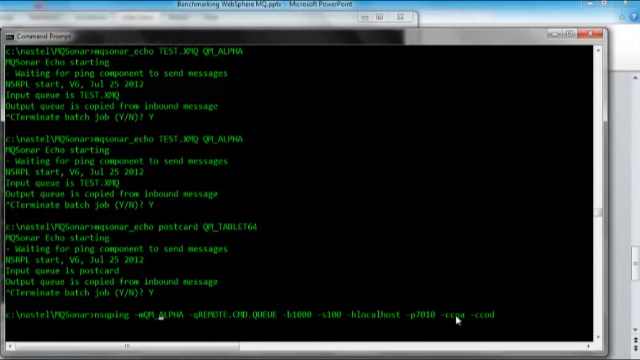 Benchmarking WebSphere MQ.pptx - Microsoft PowerPoint
Command Prompt
c:\nastel\MQSonar>mqsonar_echo TEST.XMQ QM_ALPHA
MQSonar Echo starting
- Waiting for ping component to send messages
NSRPL start, V6, Jul 25 2012
Input queue is TEST.XMQ
Output queue is copied from inbound message
^CTerminate batch job (Y/N)? Y
c:\nastel\MQSonar>mqsonar_echo TEST.XMQ QM_ALPHA
MQSonar Echo starting
- Waiting for ping component to send messages
NSRPL start, V6, Jul 25 2012
Input queue is TEST.XMQ
Output queue is copied from inbound message
^CTerminate batch job (Y/N)? Y
c:\nastel\MQSonar>mqsonar_echo postcard QM_TABLET64
MQSonar Echo starting
- Waiting for ping component to send messages
NSRPL start, V6, Jul 25 2012
Input queue is postcard
Output queue is copied from inbound message
^CTerminate batch job (Y/N)? Y
c:\nastel\MQSonar>nsqping -mQM_ALPHA -qREMOTE.CMD.QUEUE -b1000 -s100 -hlocalhost -p7010 -ccoa -ccod